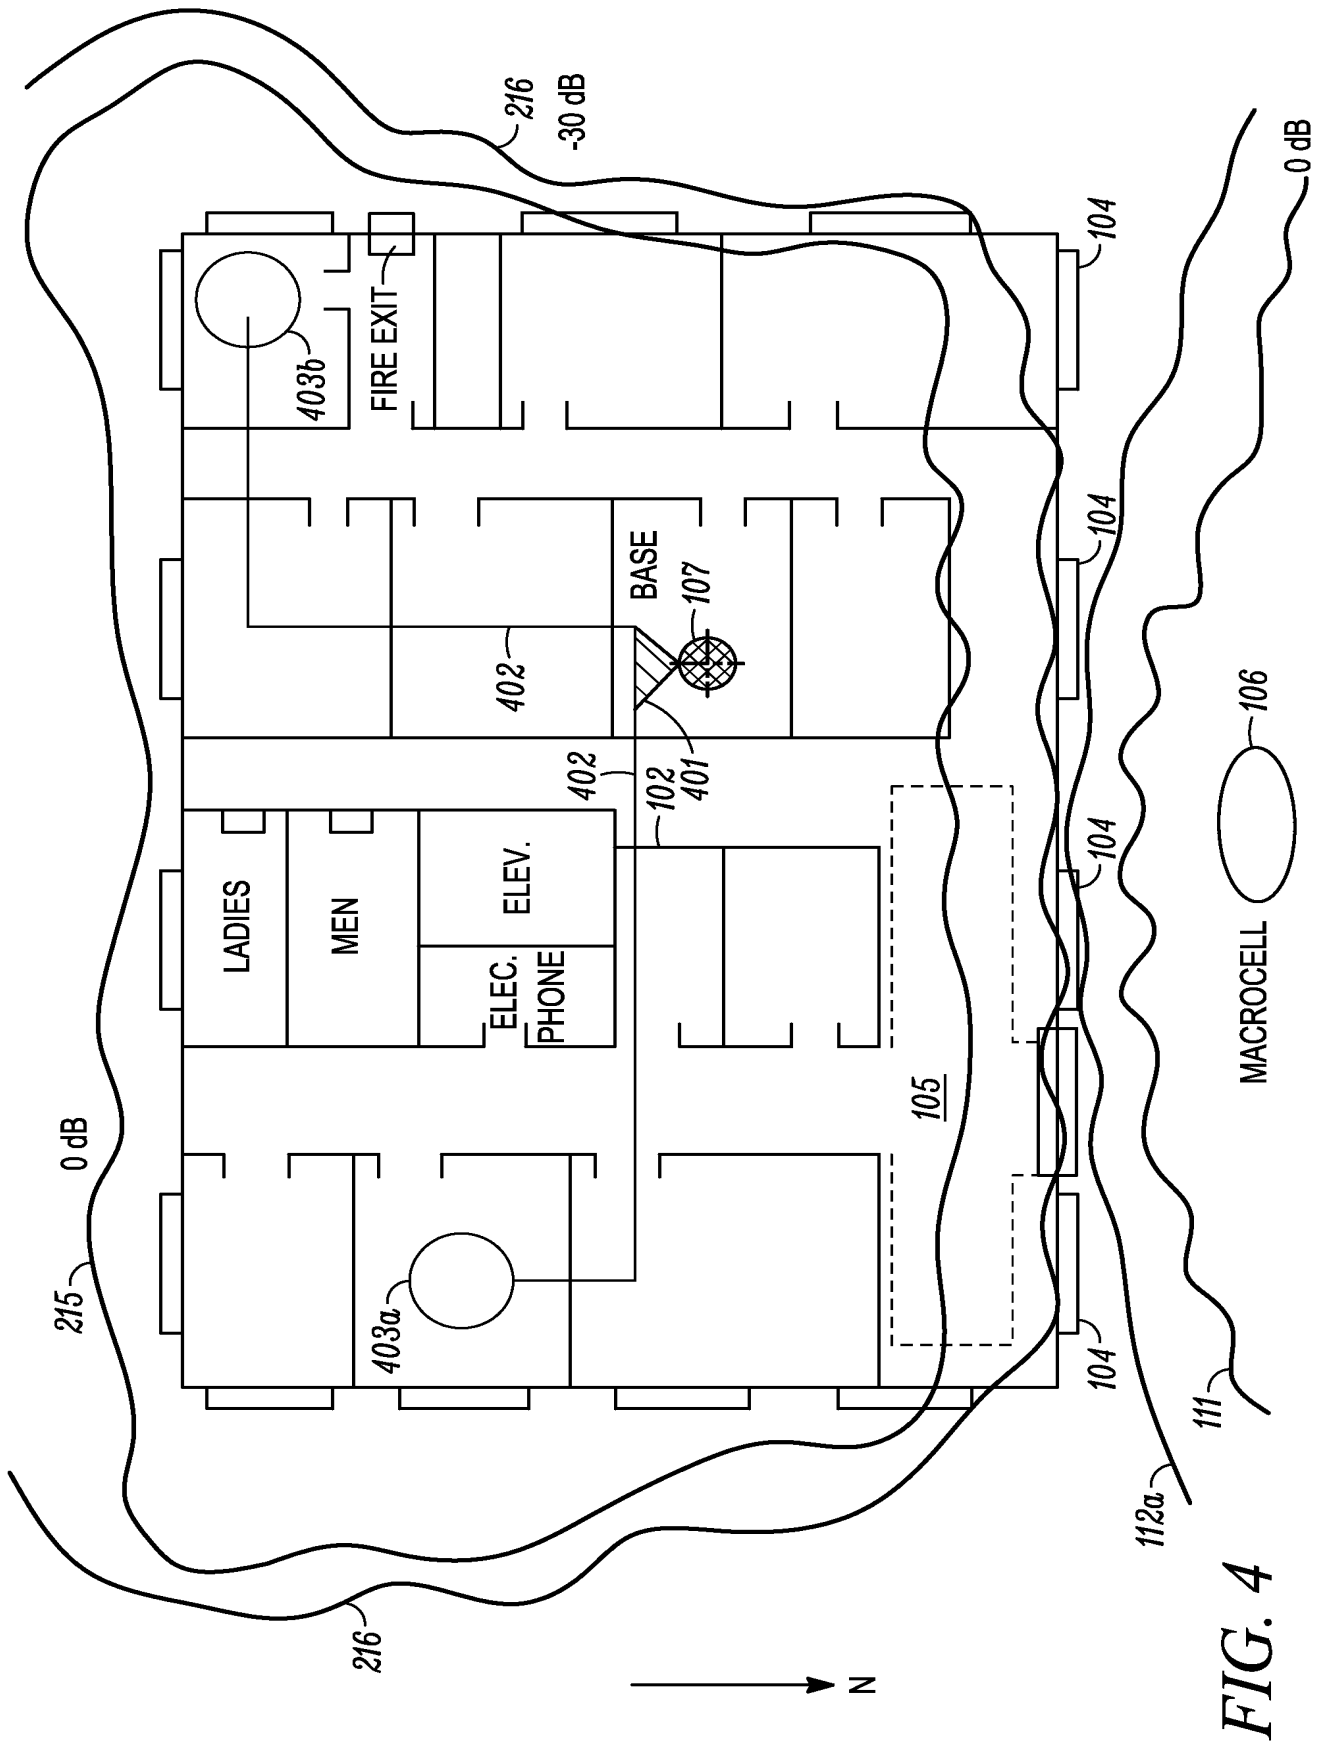 216
-30 dB
0 dB
104
403b
FIRE EXIT
104
BASE
107
402
106
402
102
401
104
LADIES
MEN
ELEV.
ELEC.
PHONE
MACROCELL
105
0 dB
215
403a
104
111
112a
216
N
FIG. 4